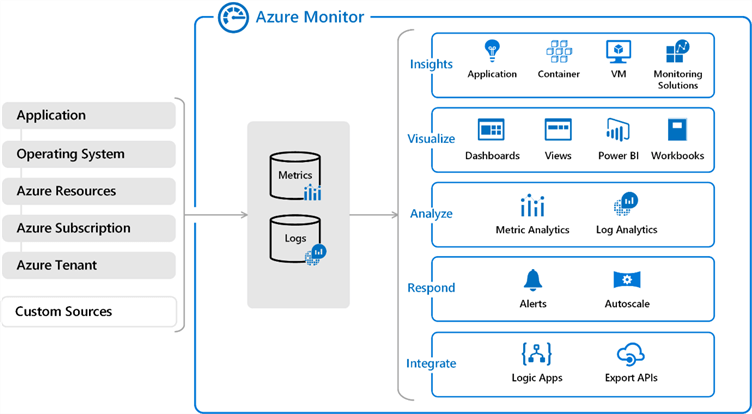 Azure Monitor
Application
Operating System
Azure Resources
Azure Subscription
Azure Tenant
Custom Sources
Metrics
Logs
Insights
Application
Container
VM
Monitoring
Solutions
Visualize
Dashboards
Views
Power BI
Workbooks
Analyze
Metric Analytics
Log Analytics
Respond
Alerts
Autoscale
Integrate
Logic Apps
Export APIs